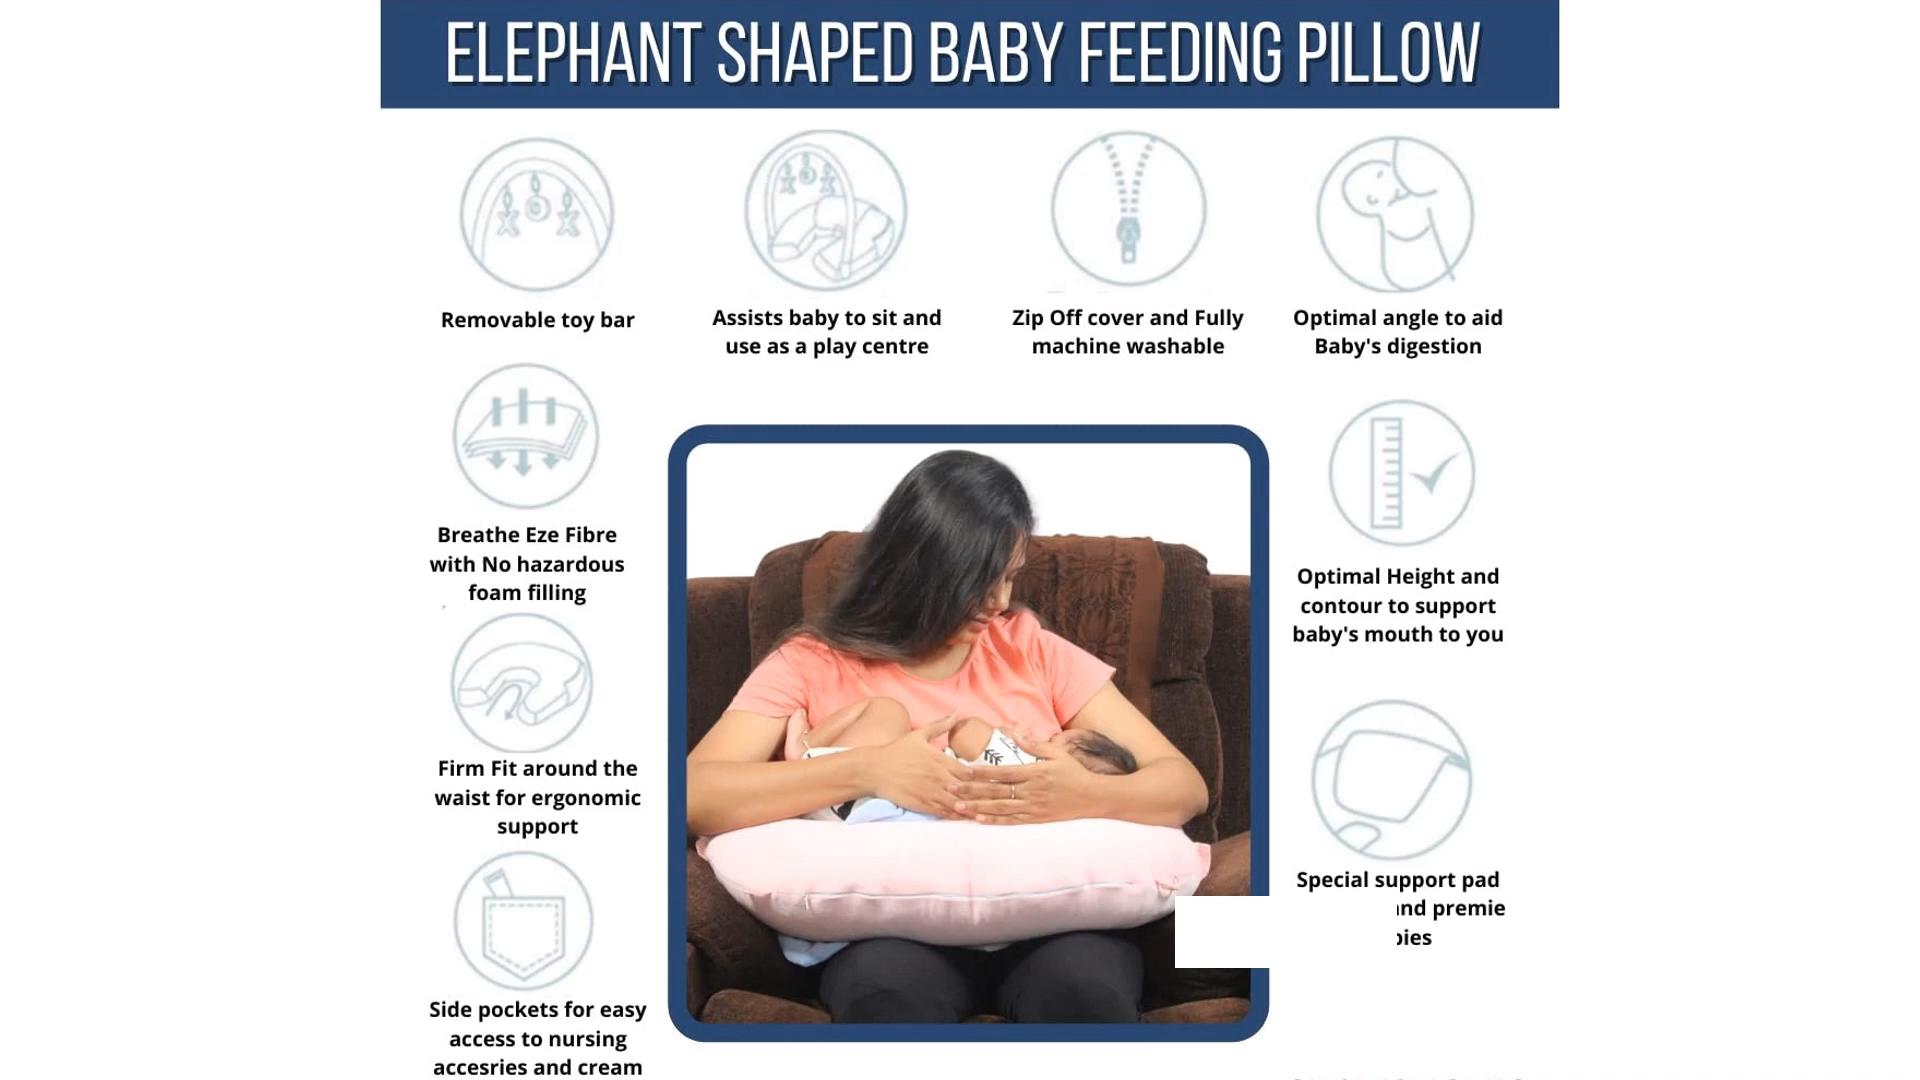 ELEPHANT SHAPED BABY FEEDING PILLOW
Removable toy bar
Assists baby to sit and
use as a play centre
Zip Off cover and Fully
machine washable
Optimal angle to aid
Baby's digestion
Breathe Eze Fibre
with No hazardous
foam filling
Optimal Height and
contour to support
baby's mouth to you
Firm Fit around the
waist for ergonomic
support
Special support pad
premie
Side pockets for easy
access to nursing
accesries and cream